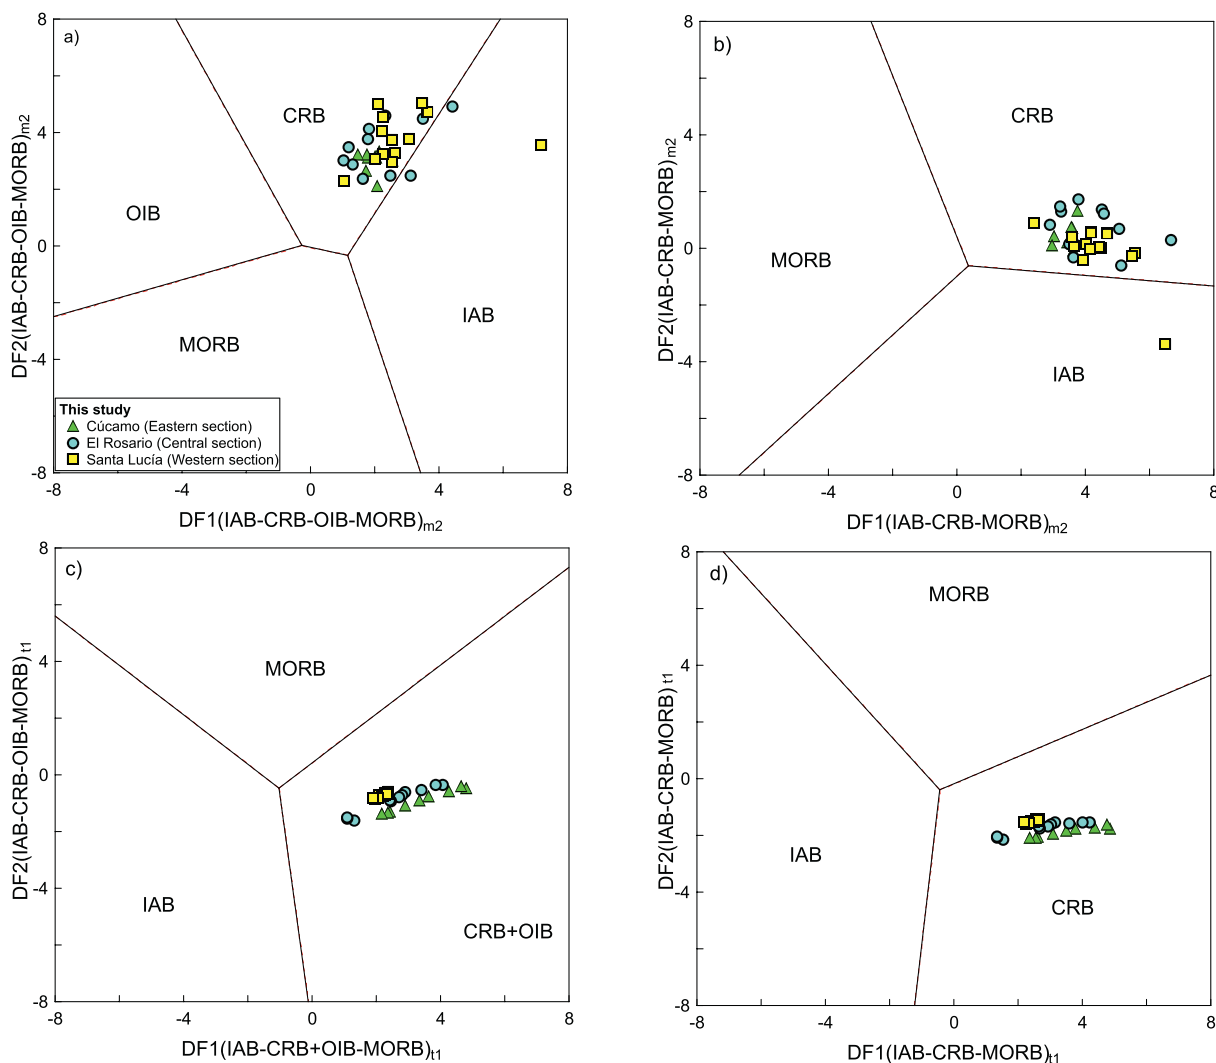 a)
8
4
0
-4
-8
-8
-4
0
4
8
CRB
OIB
IAB
MORB
This study
Cúcamo (Eastern section)
El Rosario (Central section)
Santa Lucía (Western section)
DF2(IAB-CRB-OIB-MORB)m2
DF1(IAB-CRB-OIB-MORB)m2
b)
8
4
0
-4
-8
-8
-4
0
4
8
CRB
MORB
IAB
DF2(IAB-CRB-MORB)m2
DF1(IAB-CRB-MORB)m2
c)
8
4
0
-4
-8
-8
-4
0
4
8
MORB
IAB
CRB+OIB
DF2(IAB-CRB-OIB-MORB)t1
DF1(IAB-CRB+OIB-MORB)t1
d)
8
4
0
-4
-8
-8
-4
0
4
8
MORB
IAB
CRB
DF2(IAB-CRB-MORB)t1
DF1(IAB-CRB-MORB)t1